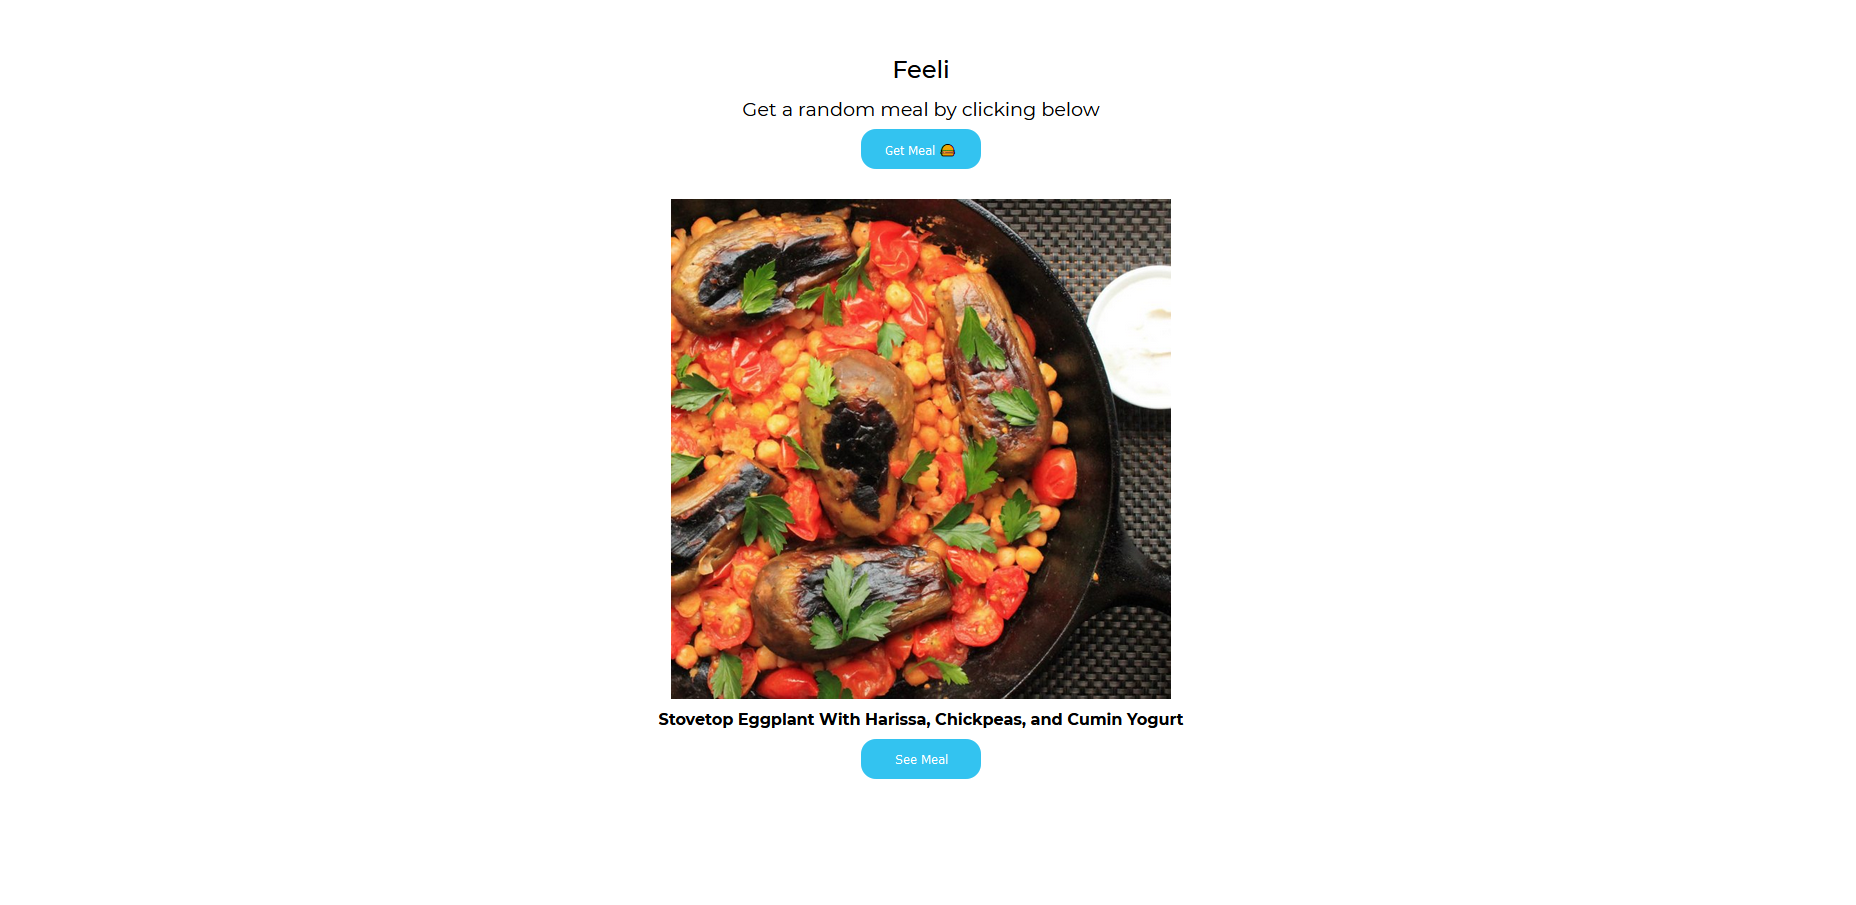 Feeli
Get a random meal by clicking below
Get Meal 🍔
Stovetop Eggplant With Harissa, Chickpeas, and Cumin Yogurt
See Meal